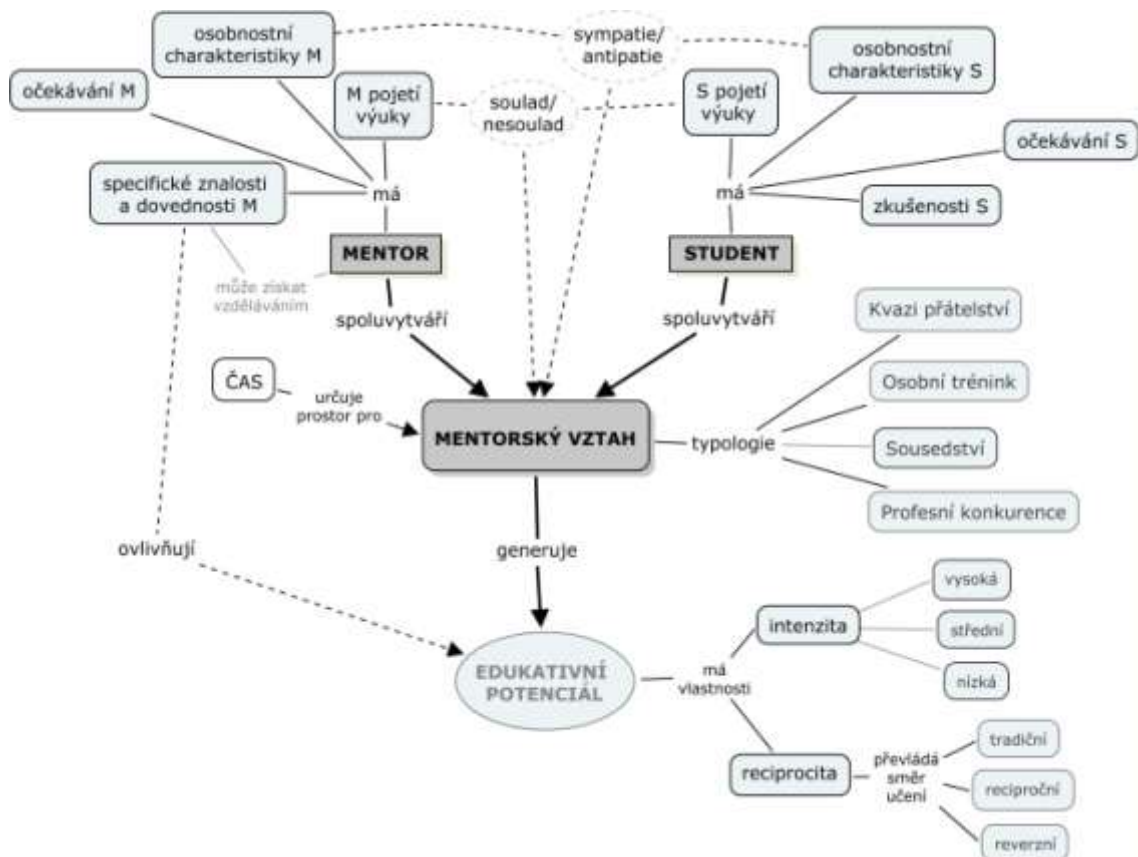 osobnostní
charakteristiky M
sympatie/
antipatie
osobnostní
charakteristiky S
očekávání M
M pojetí
výuky
soulad/
nesoulad
S pojetí
výuky
očekávání S
specifické znalosti
a dovednosti M
má
má
zkušenosti S
MENTOR
STUDENT
může získat
vzděláváním
spoluvytváří
spoluvytváří
Kvazi přátelství
ČAS
určuje
prostor pro
Osobní trénink
MENTORSKÝ VZTAH
typologie
Sousedství
Profesní konkurence
ovlivňují
generuje
vysoká
intenzita
střední
nízká
EDUKATIVNÍ
POTENCIÁL
má
vlastnosti
reciprocita
převládá
směr
učení
tradiční
reciproční
reverzní